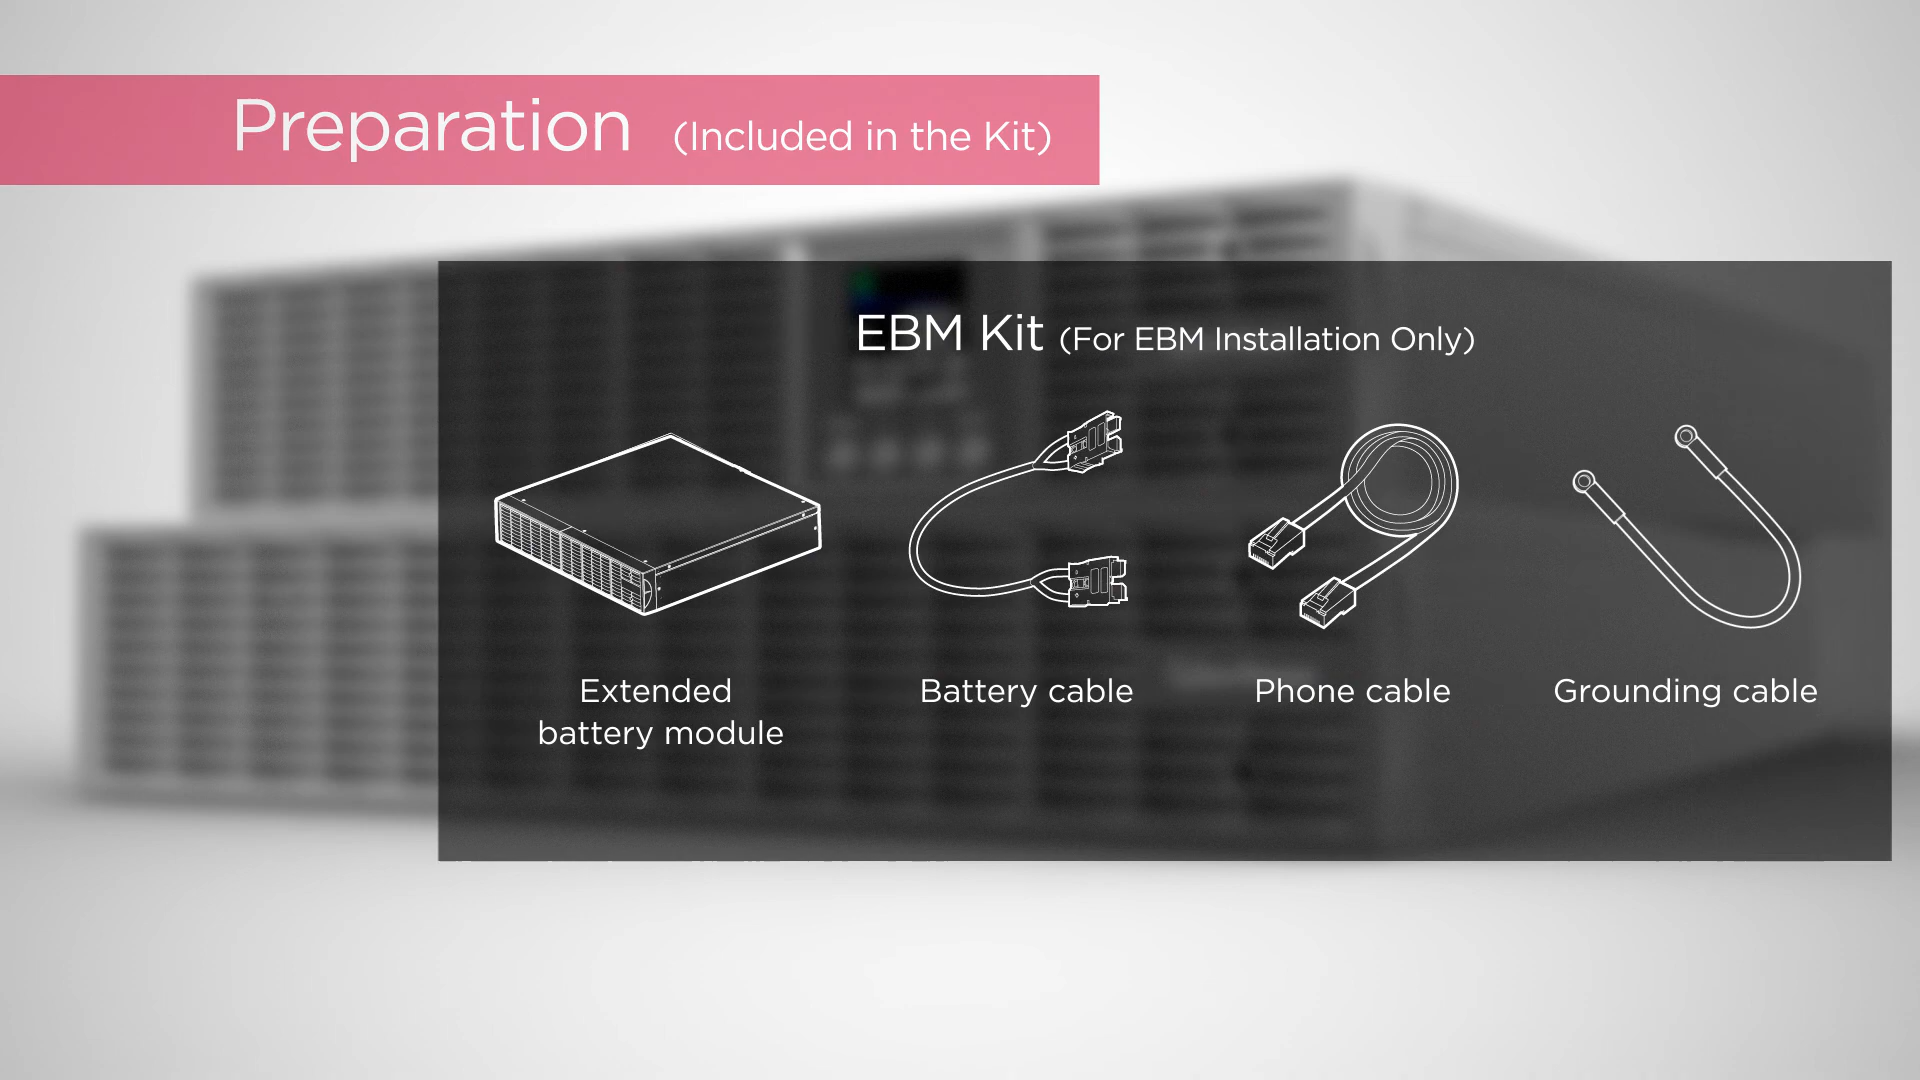 Preparation (Included in the Kit)
EBM Kit (For EBM Installation Only)
Extended
battery module
Battery cable
Phone cable
Grounding cable